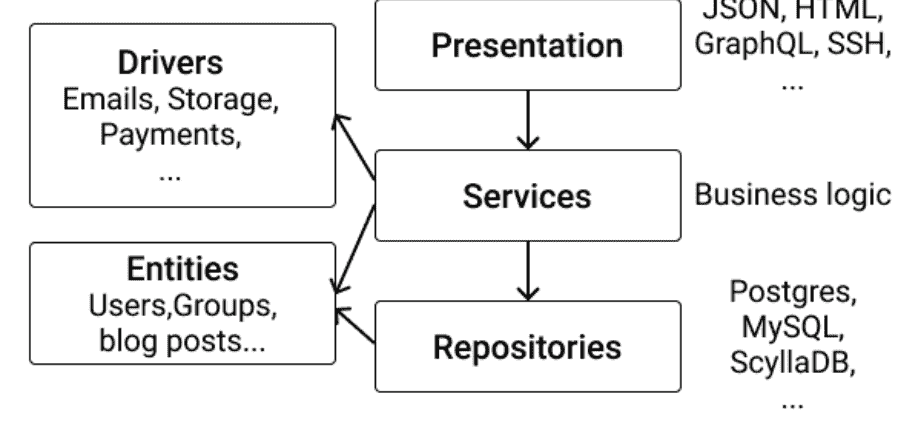 Drivers
Emails, Storage,
Payments,
...
Entities
Users,Groups,
blog posts...
Presentation
Services
Repositories
JSON, HTML,
GraphQL, SSH,
...
Business logic
Postgres,
MySQL,
ScyllaDB,
...